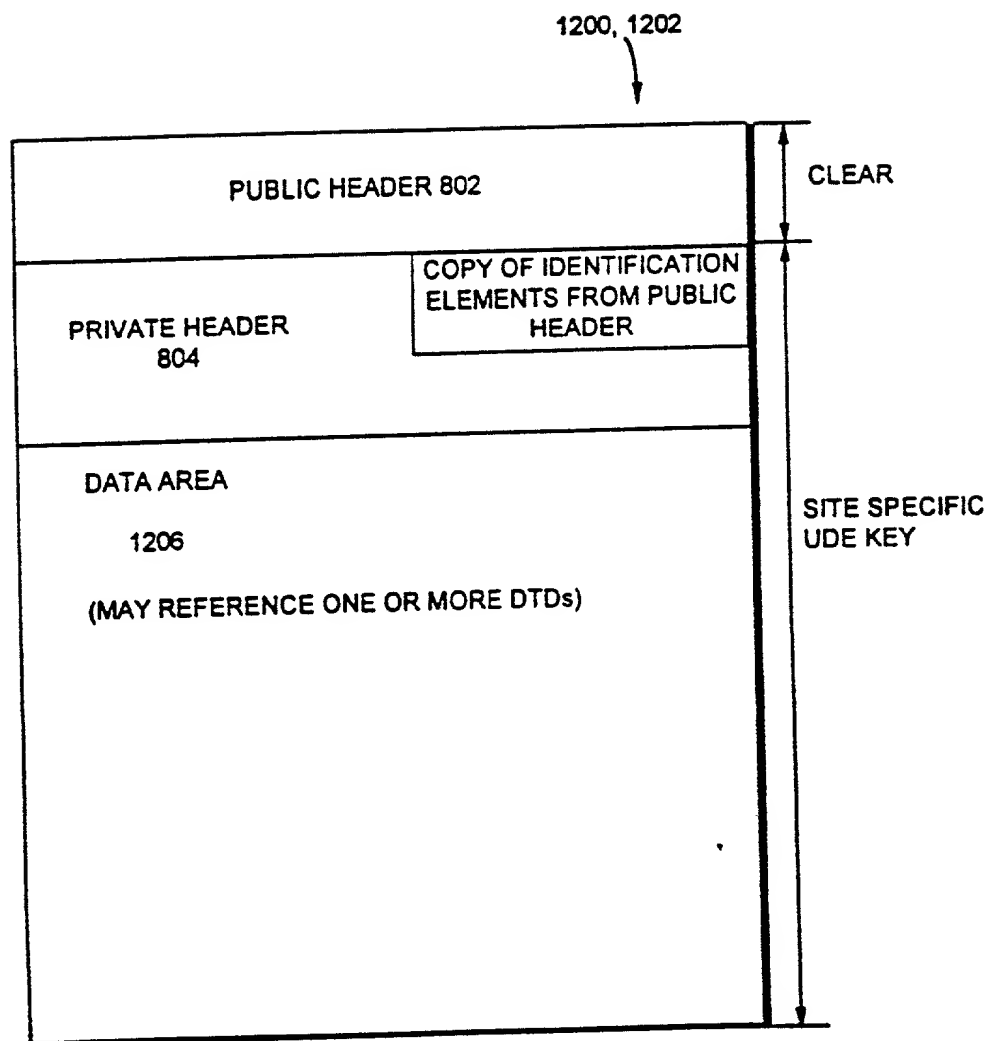 1200, 1202
PUBLIC HEADER 802
CLEAR
COPY OF IDENTIFICATION
ELEMENTS FROM PUBLIC
HEADER
PRIVATE HEADER
804
DATA AREA
1206
(MAY REFERENCE ONE OR MORE DTDs)
SITE SPECIFIC
UDE KEY